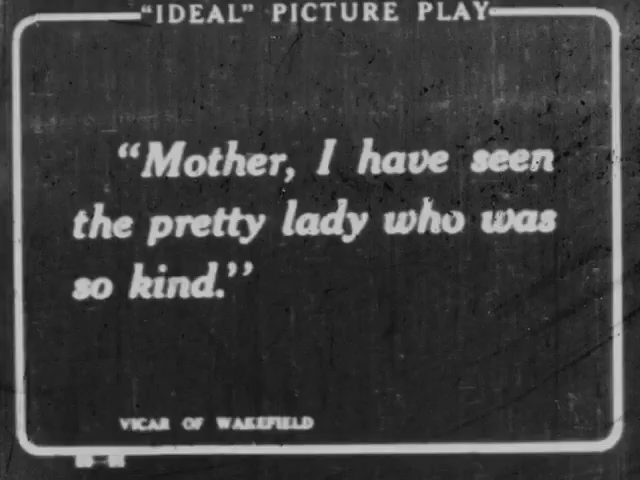 "IDEAL" PICTURE PLAY
"Mother, I have seen
the pretty lady who was
so kind."
VICAR OF WAKEFIELD